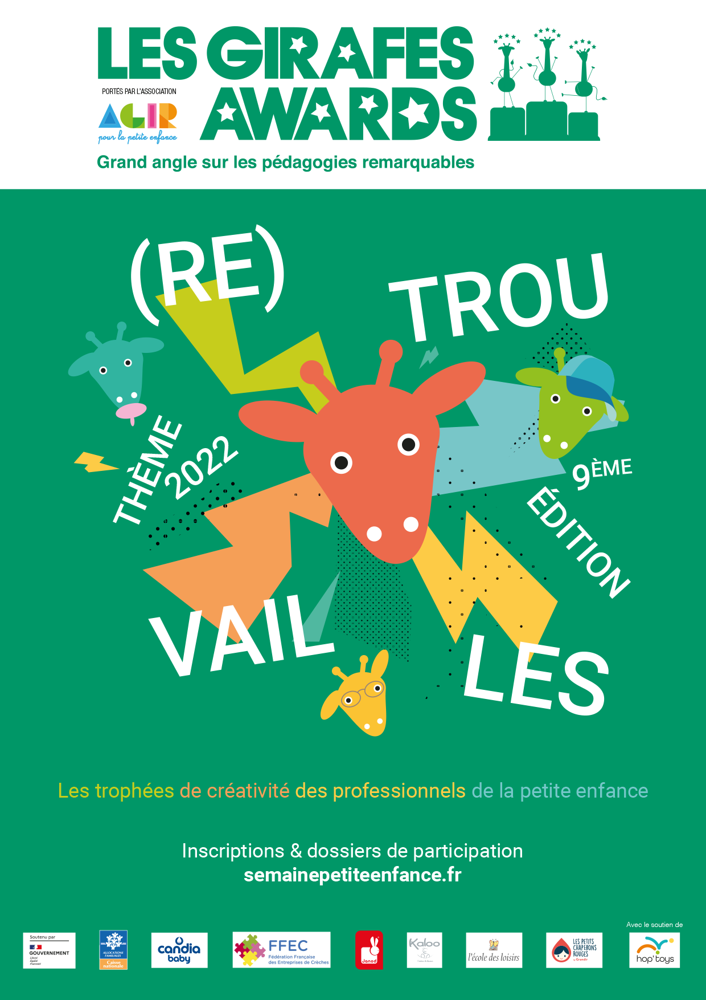 LES GIRAFES
AWARDS
PORTÉS PAR L'ASSOCIATION
AGIR
pour la petite enfance
Grand angle sur les pédagogies remarquables
(RE)
TROU
THÈME
2022
9ÈME
ÉDITION
VAIL
LES
Les trophées de créativité des professionnels de la petite enfance
Inscriptions & dossiers de participation
semainepetiteenfance.fr
Avec le soutien de
Soutenu par
GOUVERNEMENT
Liberté
Égalité
Fraternité
ALLOCATIONS
FAMILIALES
Caisse
nationale
candia
baby
FFEC
Fédération Française
des Entreprises de Crèches
Janod
Kaloo
l'école des loisirs
LES PETITS
CHAPERONS
ROUGES
by Grandir
hop'toys